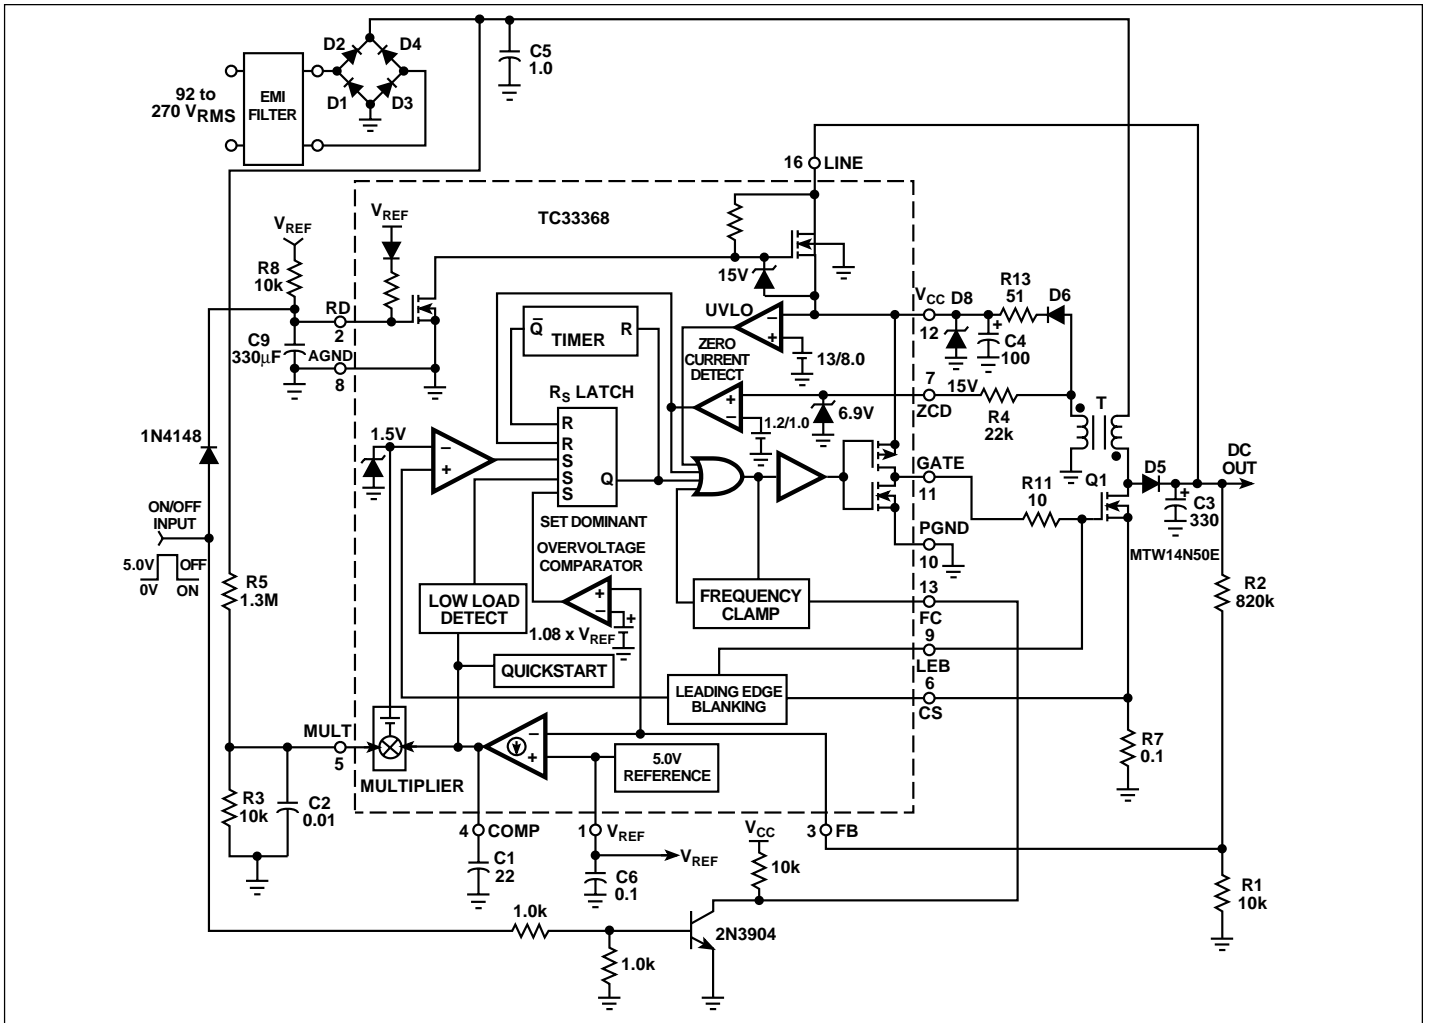 D2
D4
D1
D3
C5
1.0
92 to
270 VRMS
EMI
FILTER
16 LINE
TC33368
VREF
VREF
R8
10k
RD
2
C9
330µF
AGND
8
15V
UVLO
VCC
12
D8
R13
51
D6
C4
100
+
Q̅ TIMER R
13/8.0
ZERO
CURRENT
DETECT
7
ZCD
15V
R4
22k
T
RS LATCH
R
R
S
S
S
Q
SET DOMINANT
1.2/1.0
6.9V
1N4148
1.5V
GATE
11
R11
10
Q1
D5
DC
OUT
+
C3
330
MTW14N50E
PGND
10
ON/OFF
INPUT
5.0V OFF
0V ON
R5
1.3M
OVERVOLTAGE
COMPARATOR
LOW LOAD
DETECT
1.08 x VREF
+
FREQUENCY
CLAMP
13
FC
R2
820k
9
LEB
QUICKSTART
LEADING EDGE
BLANKING
6
CS
MULT
5
MULTIPLIER
5.0V
REFERENCE
R7
0.1
R3
10k
C2
0.01
4 COMP
1 VREF
3 FB
C1
22
VREF
C6
0.1
VCC
10k
R1
10k
1.0k
2N3904
1.0k